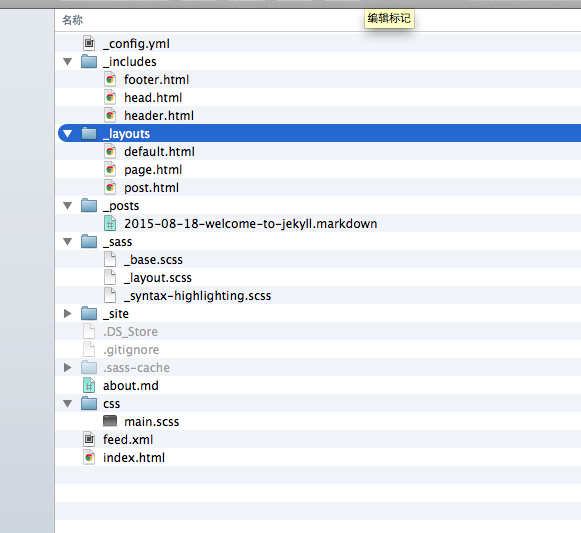 编辑标记
名称
_config.yml
_includes
footer.html
head.html
header.html
_layouts
default.html
page.html
post.html
_posts
2015-08-18-welcome-to-jekyll.markdown
_sass
_base.scss
_layout.scss
_syntax-highlighting.scss
_site
.DS_Store
.gitignore
.sass-cache
about.md
css
main.scss
feed.xml
index.html